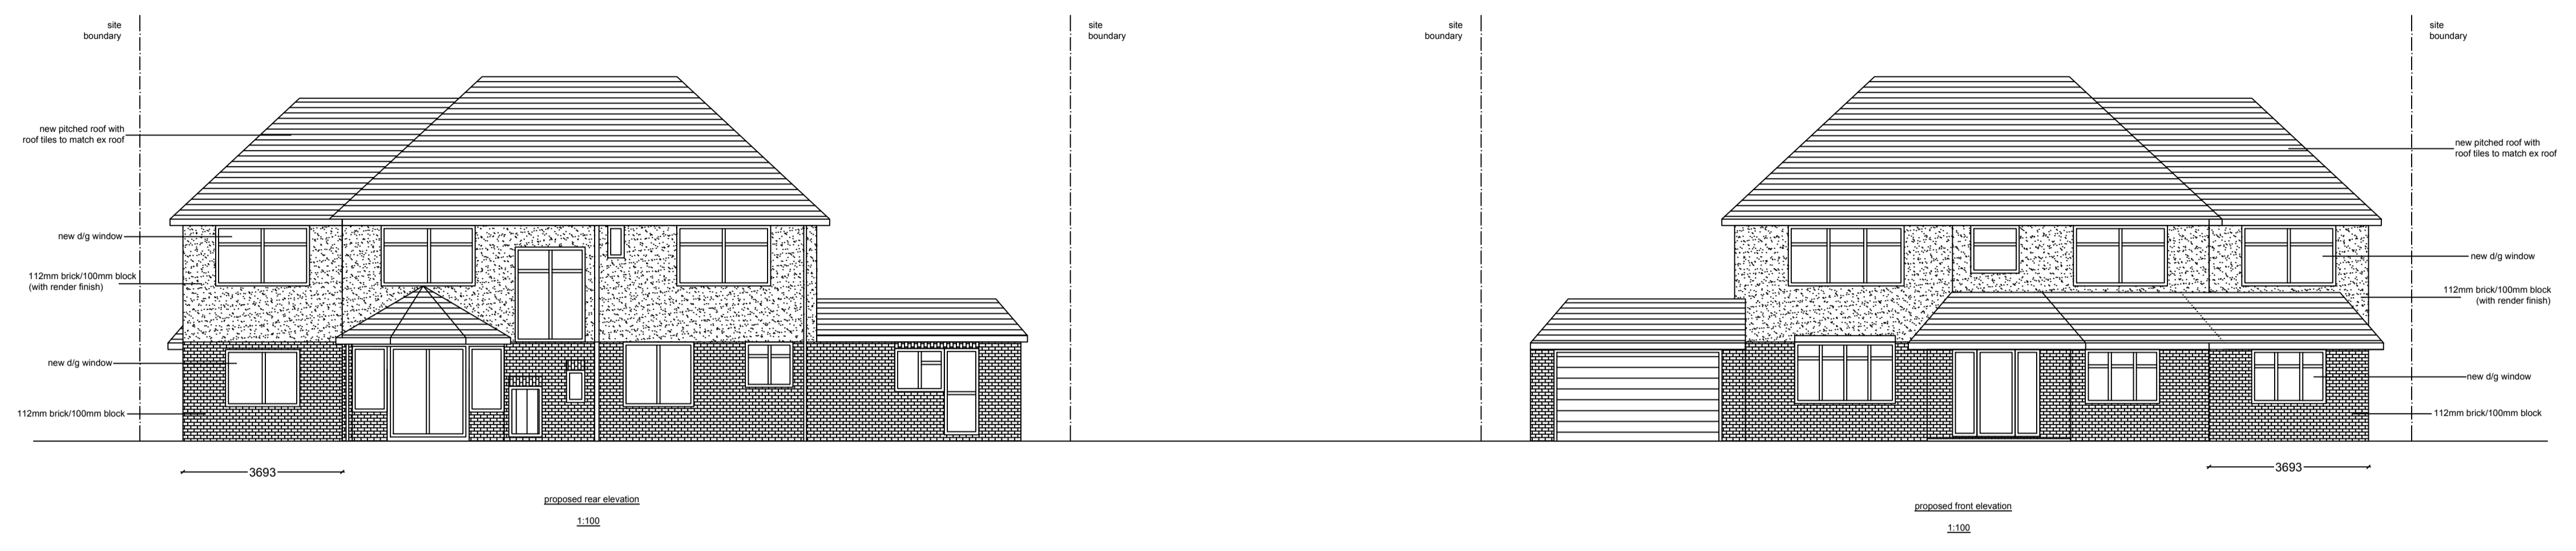 site
boundary
new pitched roof with
roof tiles to match ex roof
new d/g window
112mm brick/100mm block
(with render finish)
new d/g window
112mm brick/100mm block
3693
proposed rear elevation
1:100
site
boundary
site
boundary
site
boundary
new pitched roof with
roof tiles to match ex roof
new d/g window
112mm brick/100mm block
(with render finish)
new d/g window
112mm brick/100mm block
3693
proposed front elevation
1:100